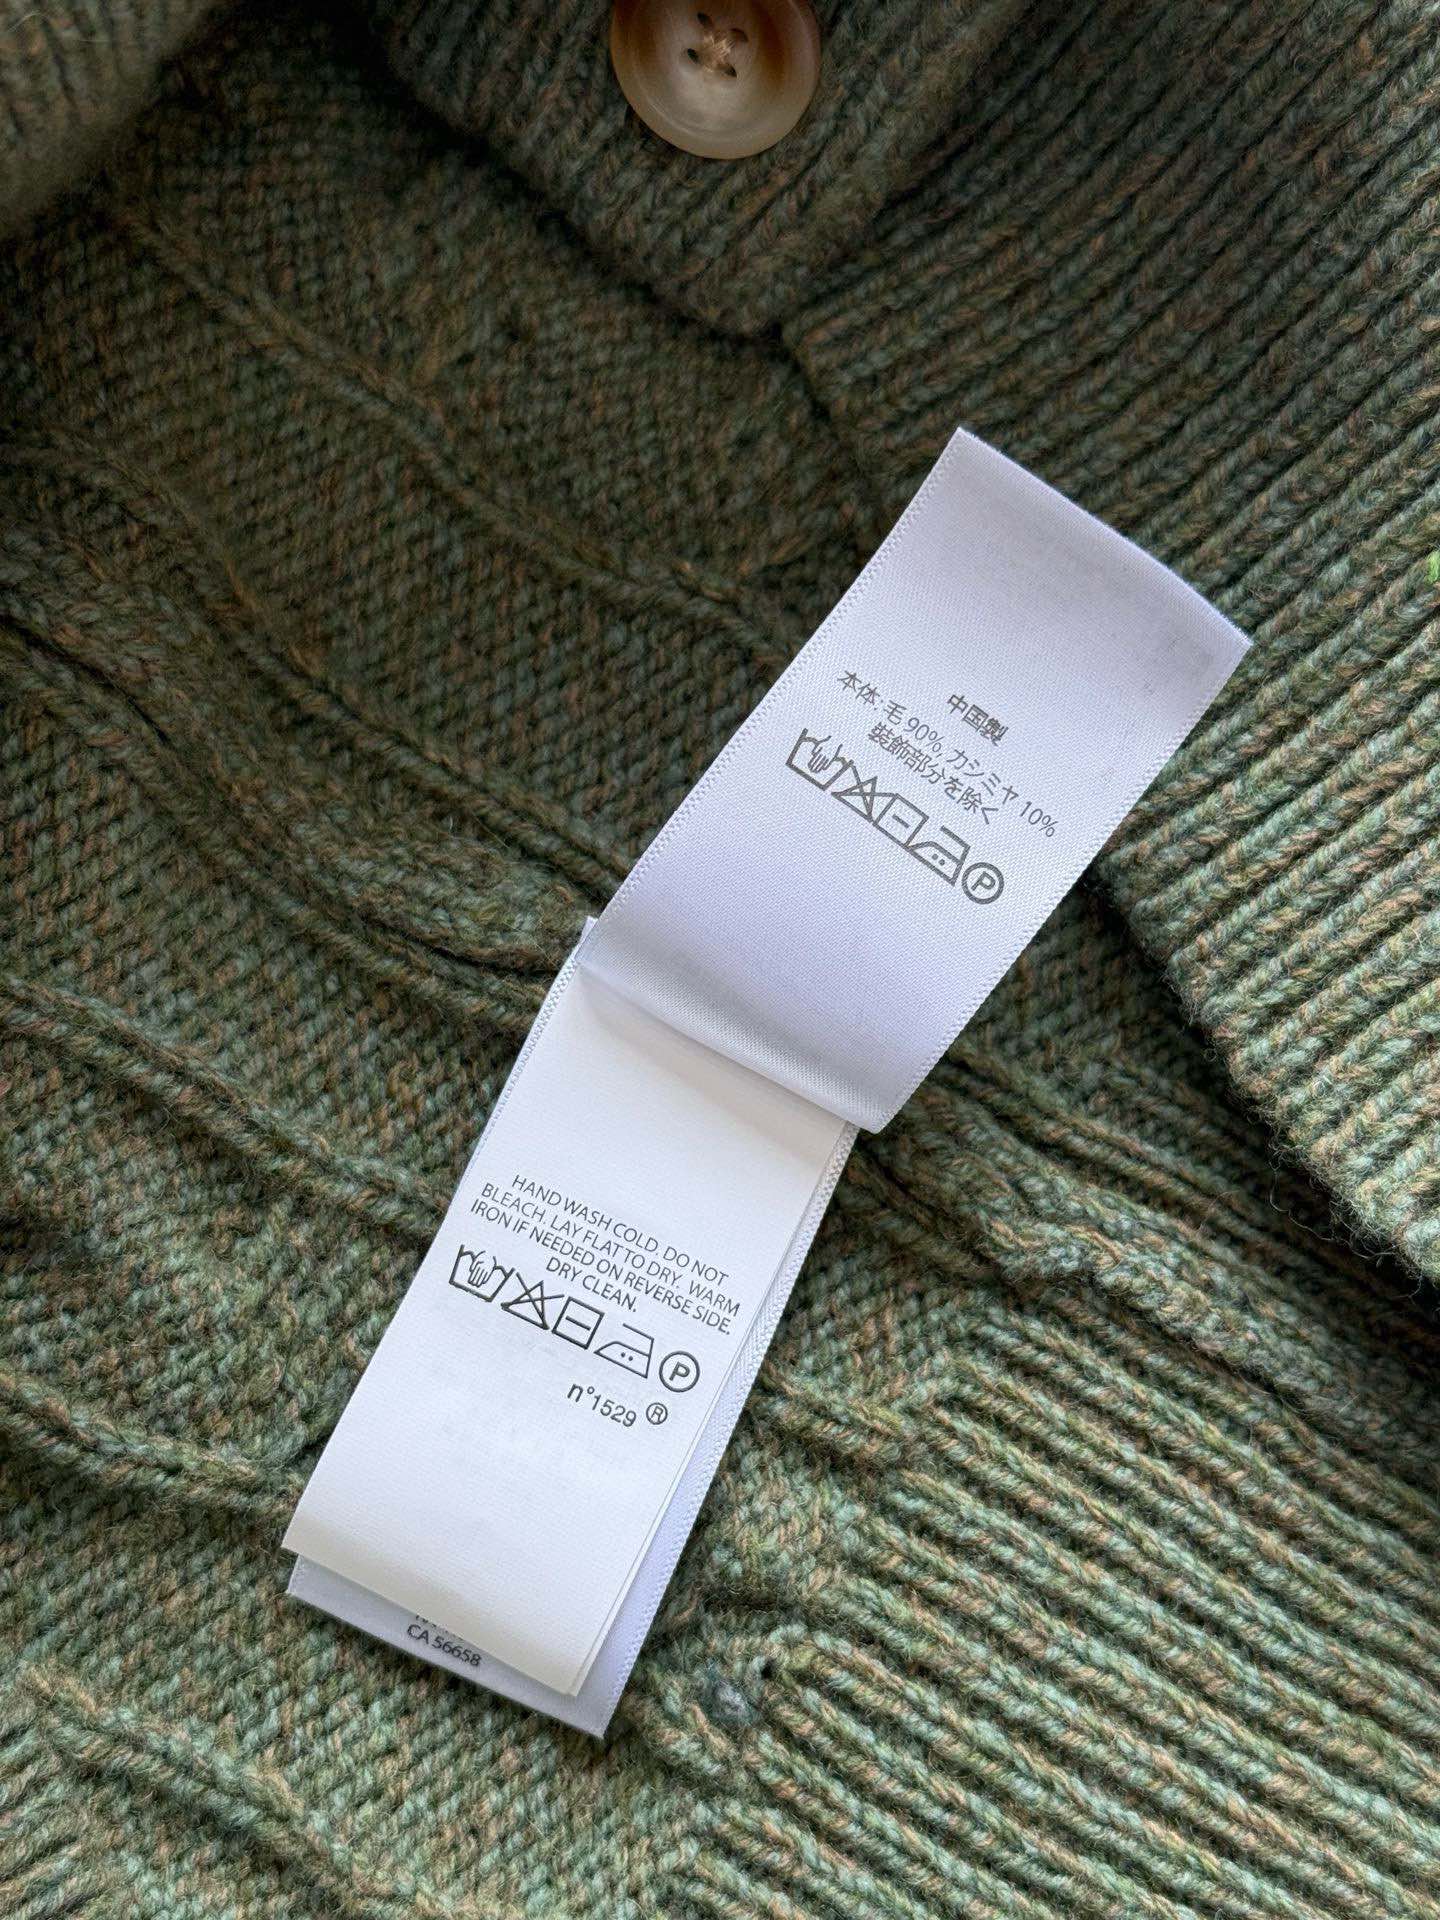 中国製
本体: 毛 90%, カシミヤ 10%
装飾部分を除く
P
HAND WASH COLD. DO NOT
BLEACH. LAY FLAT TO DRY. WARM
IRON IF NEEDED ON REVERSE SIDE.
DRY CLEAN.
P
n°1529 ®
CA 56658